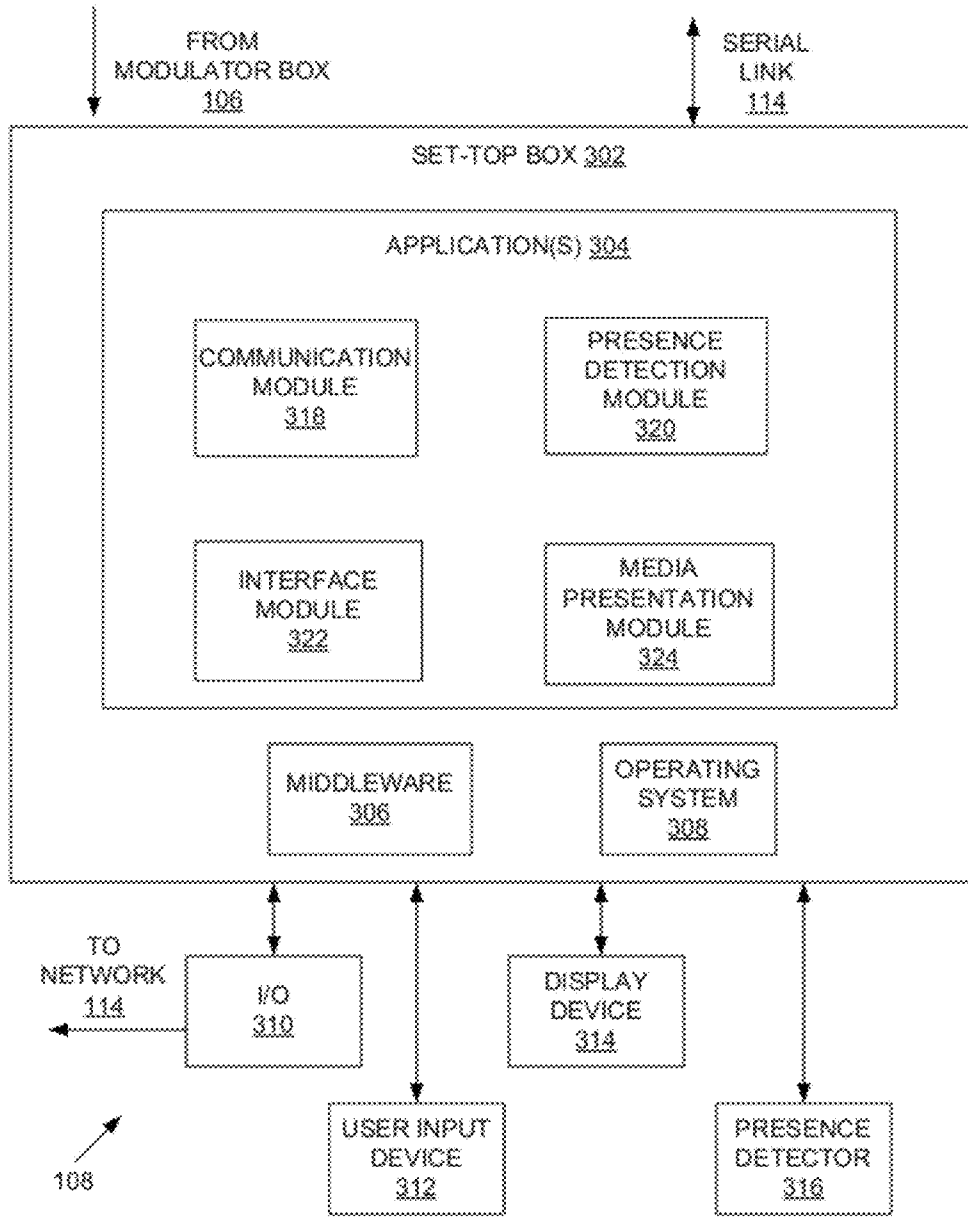 FROM
MODULATOR BOX
106
SERIAL
LINK
114
SET-TOP BOX 302
APPLICATION(S) 304
COMMUNICATION
MODULE
318
PRESENCE
DETECTION
MODULE
320
INTERFACE
MODULE
322
MEDIA
PRESENTATION
MODULE
324
MIDDLEWARE
306
OPERATING
SYSTEM
308
TO
NETWORK
114
I/O
310
DISPLAY
DEVICE
314
USER INPUT
DEVICE
312
PRESENCE
DETECTOR
316
108